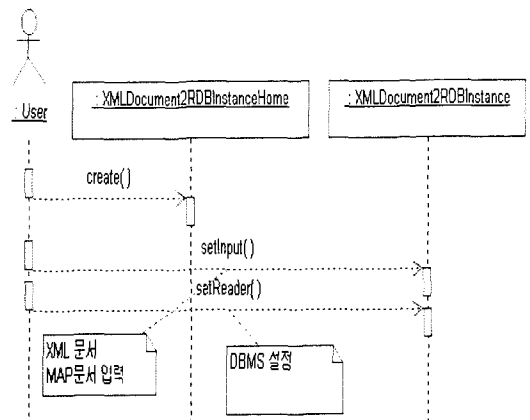 : User
: XMLDocument2RDBInstanceHome
: XMLDocument2RDBInstance
create()
setInput()
setReader()
XML 문서
MAP문서 입력
DBMS 설정